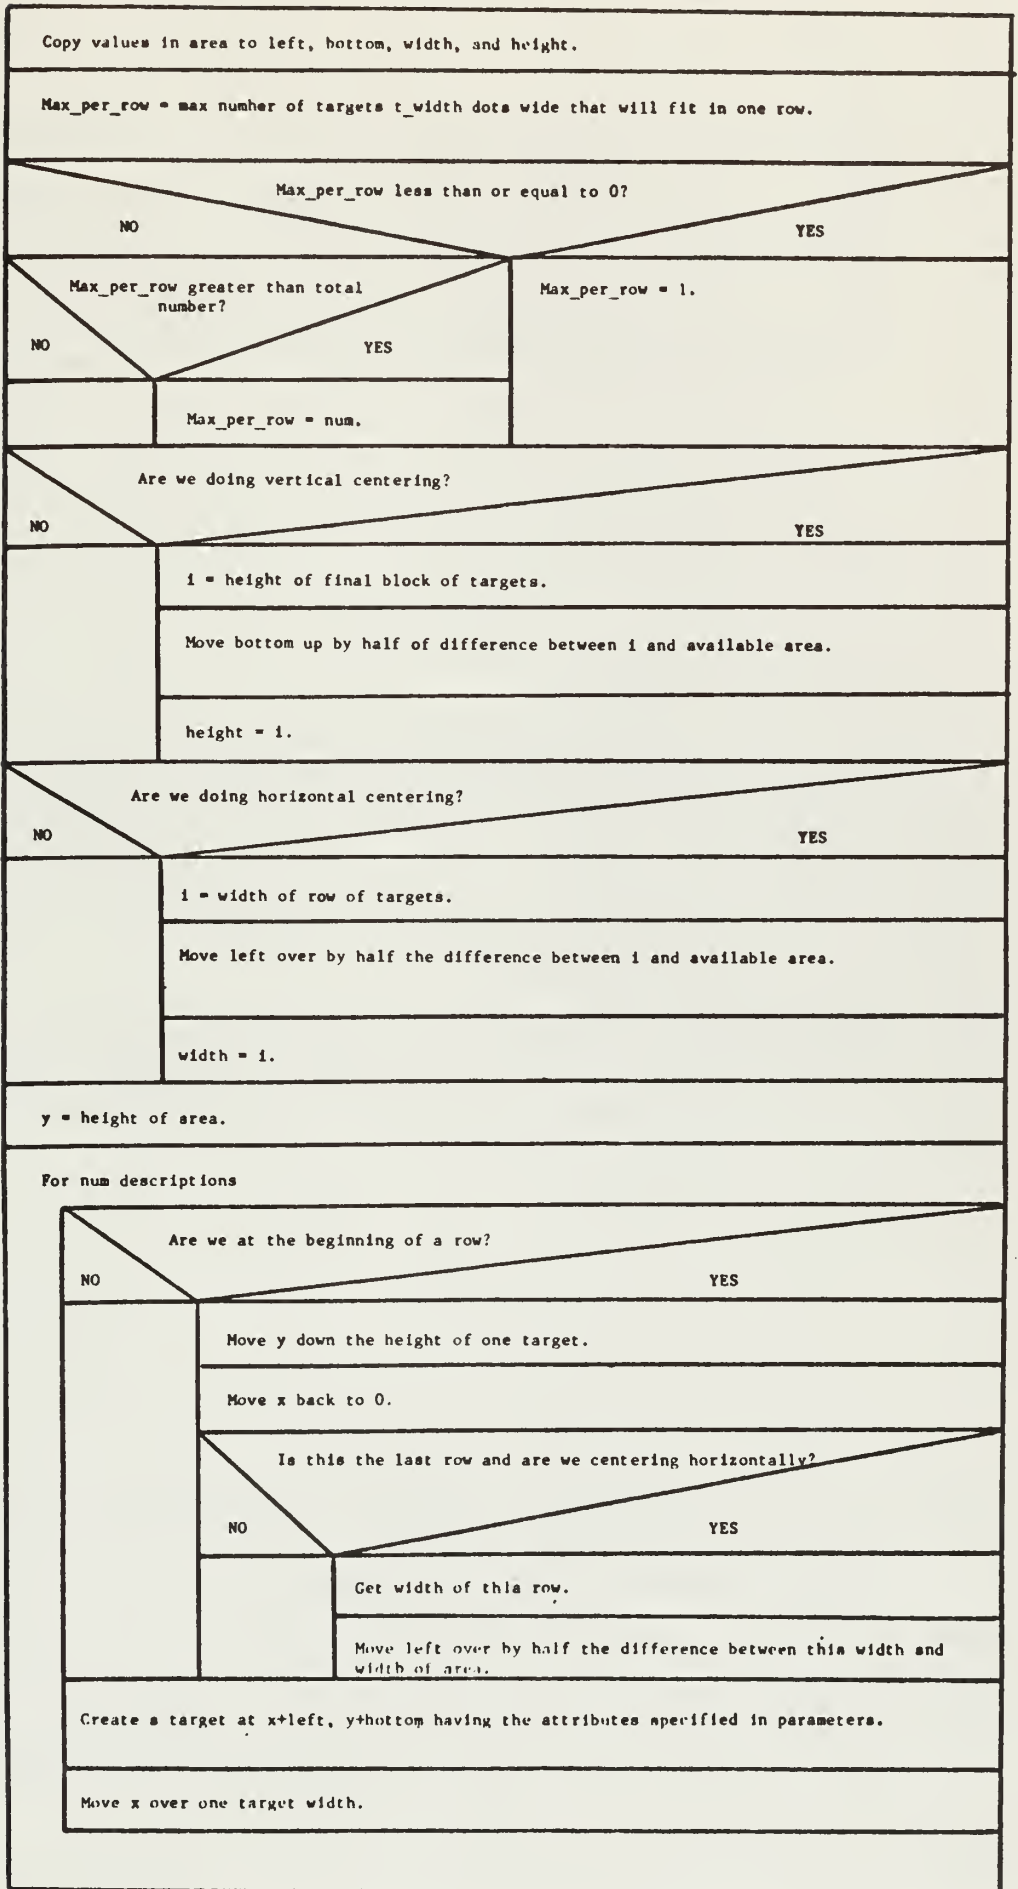 Copy values in area to left, bottom, width, and height.
Max_per_row = max number of targets t_width dots wide that will fit in one row.
Max_per_row less than or equal to 0?
NO
YES
Max_per_row greater than total
number?
Max_per_row = 1.
NO
YES
Max_per_row = num.
Are we doing vertical centering?
NO
YES
i = height of final block of targets.
Move bottom up by half of difference between i and available area.
height = i.
Are we doing horizontal centering?
NO
YES
i = width of row of targets.
Move left over by half the difference between i and available area.
width = i.
y = height of area.
For num descriptions
Are we at the beginning of a row?
NO
YES
Move y down the height of one target.
Move x back to 0.
Is this the last row and are we centering horizontally?
NO
YES
Get width of this row.
Move left over by half the difference between this width and
width of area.
Create a target at x+left, y+bottom having the attributes specified in parameters.
Move x over one target width.